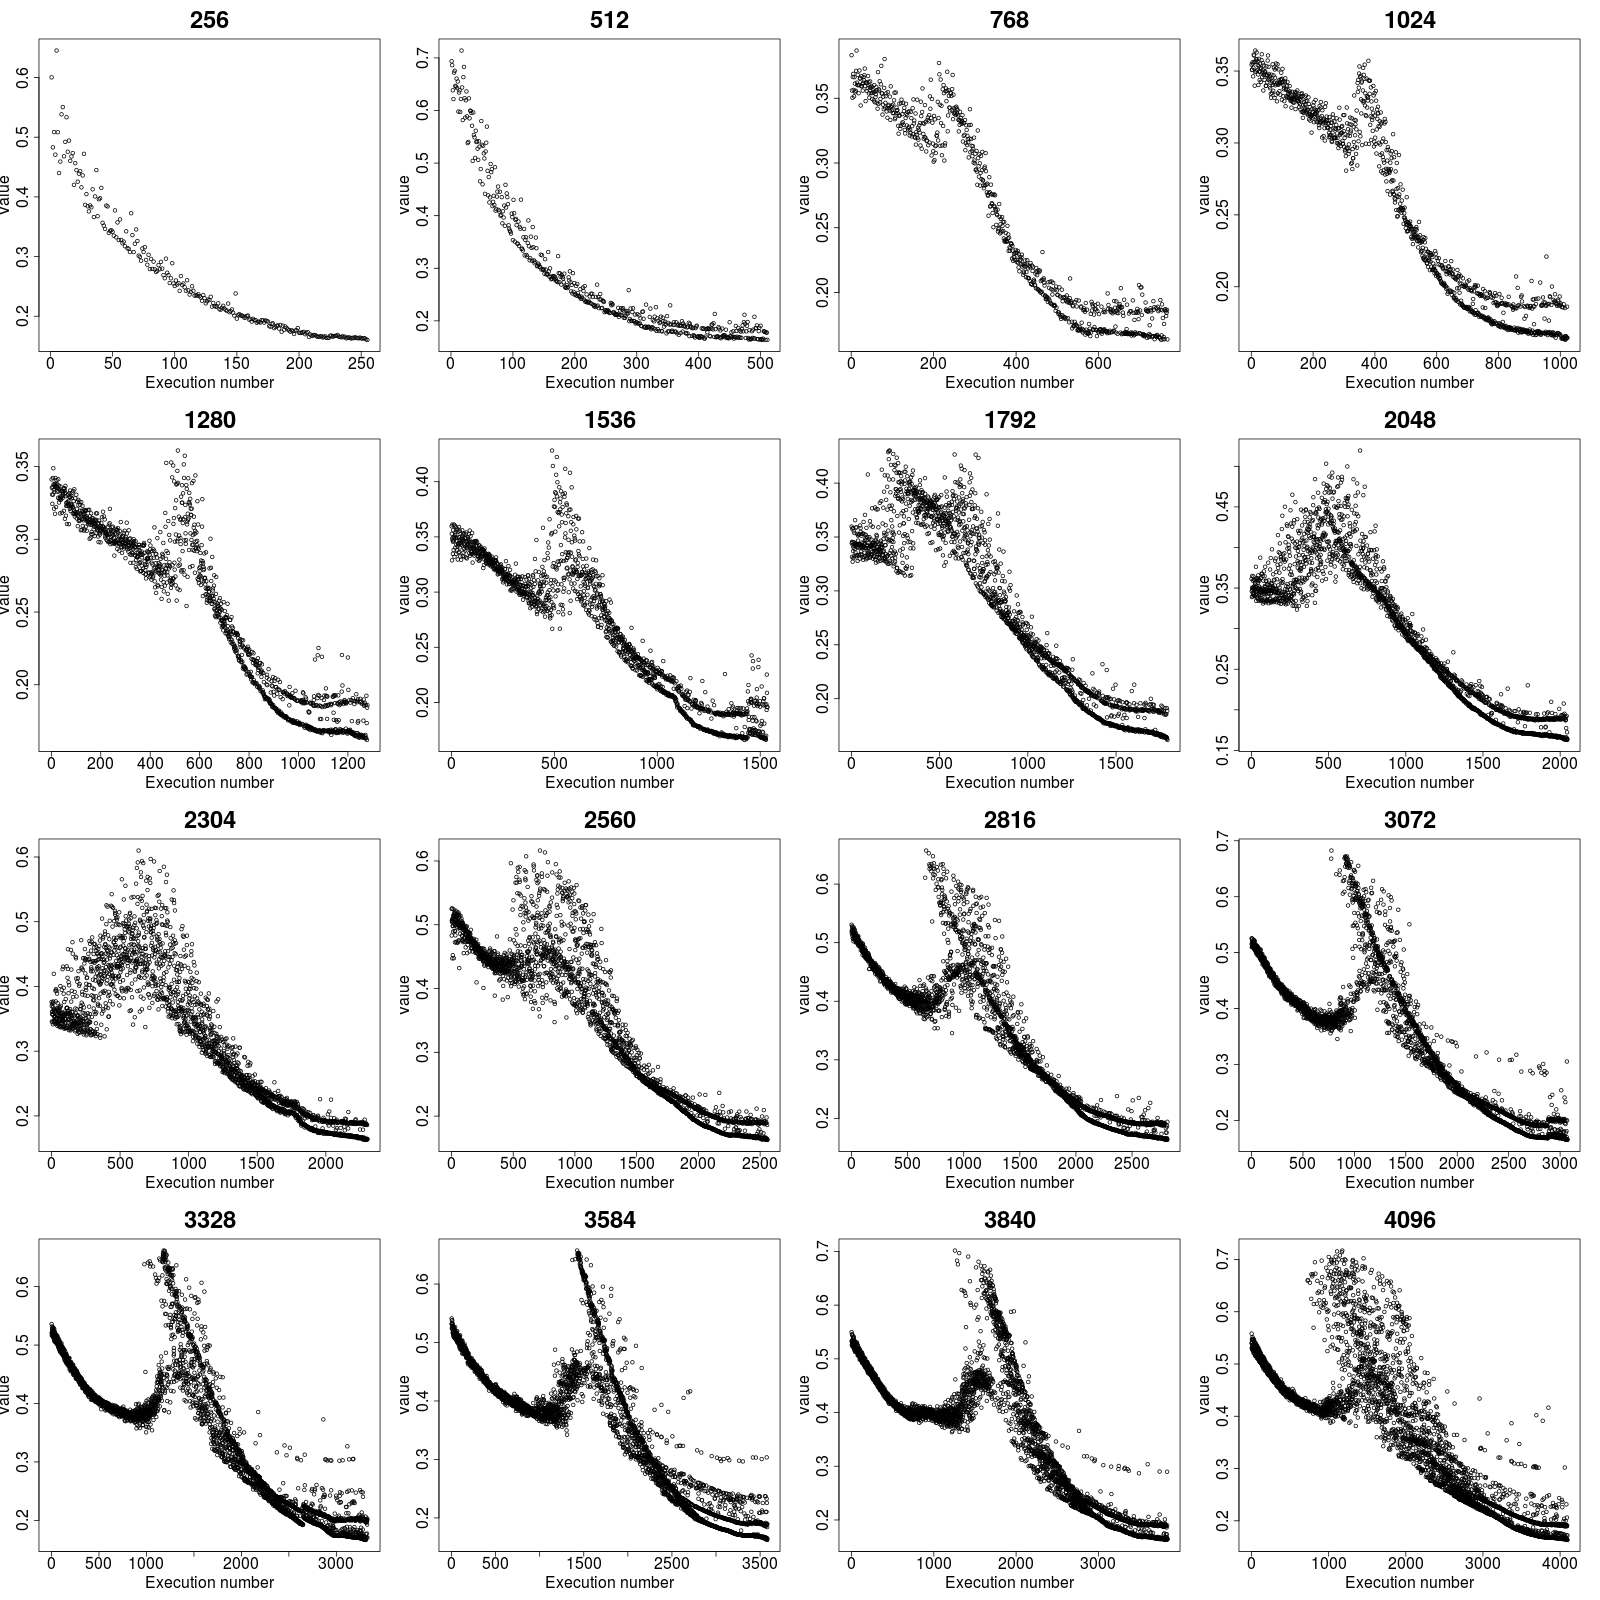 256
512
768
1024
value
0.2 0.3 0.4 0.5 0.6
0 50 100 150 200 250
Execution number
value
0.2 0.3 0.4 0.5 0.6 0.7
0 100 200 300 400 500
Execution number
value
0.20 0.25 0.30 0.35
0 200 400 600
Execution number
value
0.20 0.25 0.30 0.35
0 200 400 600 800 1000
Execution number
1280
1536
1792
2048
value
0.20 0.25 0.30 0.35
0 200 400 600 800 1000 1200
Execution number
value
0.20 0.25 0.30 0.35 0.40
0 500 1000 1500
Execution number
value
0.20 0.25 0.30 0.35 0.40
0 500 1000 1500
Execution number
value
0.15 0.25 0.35 0.45
0 500 1000 1500 2000
Execution number
2304
2560
2816
3072
value
0.2 0.3 0.4 0.5 0.6
0 500 1000 1500 2000
Execution number
value
0.2 0.3 0.4 0.5 0.6
0 500 1000 1500 2000 2500
Execution number
value
0.2 0.3 0.4 0.5 0.6
0 500 1000 1500 2000 2500
Execution number
value
0.2 0.3 0.4 0.5 0.6 0.7
0 500 1000 1500 2000 2500 3000
Execution number
3328
3584
3840
4096
value
0.2 0.3 0.4 0.5 0.6
0 500 1000 2000 3000
Execution number
value
0.2 0.3 0.4 0.5 0.6
0 500 1500 2500 3500
Execution number
value
0.2 0.3 0.4 0.5 0.6 0.7
0 1000 2000 3000
Execution number
value
0.2 0.3 0.4 0.5 0.6 0.7
0 1000 2000 3000 4000
Execution number